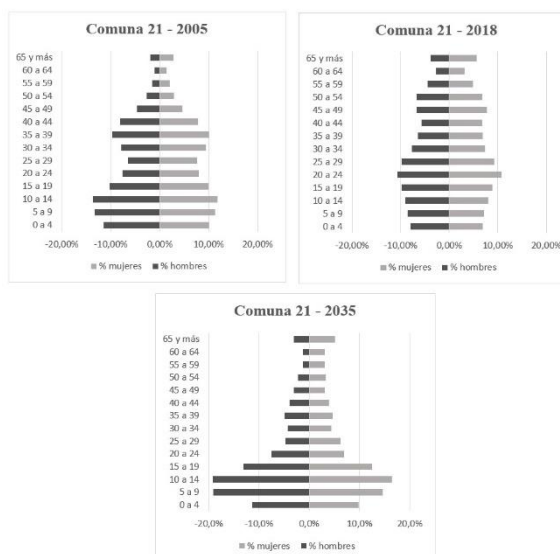 Comuna 21 - 2005
65 y más
60 a 64
55 a 59
50 a 54
45 a 49
40 a 44
35 a 39
30 a 34
25 a 29
20 a 24
15 a 19
10 a 14
5 a 9
0 a 4
-20,00% -10,00% 0,00% 10,00% 20,00%
% mujeres % hombres
Comuna 21 - 2018
65 y más
60 a 64
55 a 59
50 a 54
45 a 49
40 a 44
35 a 39
30 a 34
25 a 29
20 a 24
15 a 19
10 a 14
5 a 9
0 a 4
-20,00% -10,00% 0,00% 10,00% 20,00%
% mujeres % hombres
Comuna 21 - 2035
65 y más
60 a 64
55 a 59
50 a 54
45 a 49
40 a 44
35 a 39
30 a 34
25 a 29
20 a 24
15 a 19
10 a 14
5 a 9
0 a 4
-20,0% -10,0% 0,0% 10,0% 20,0%
% mujeres % hombres